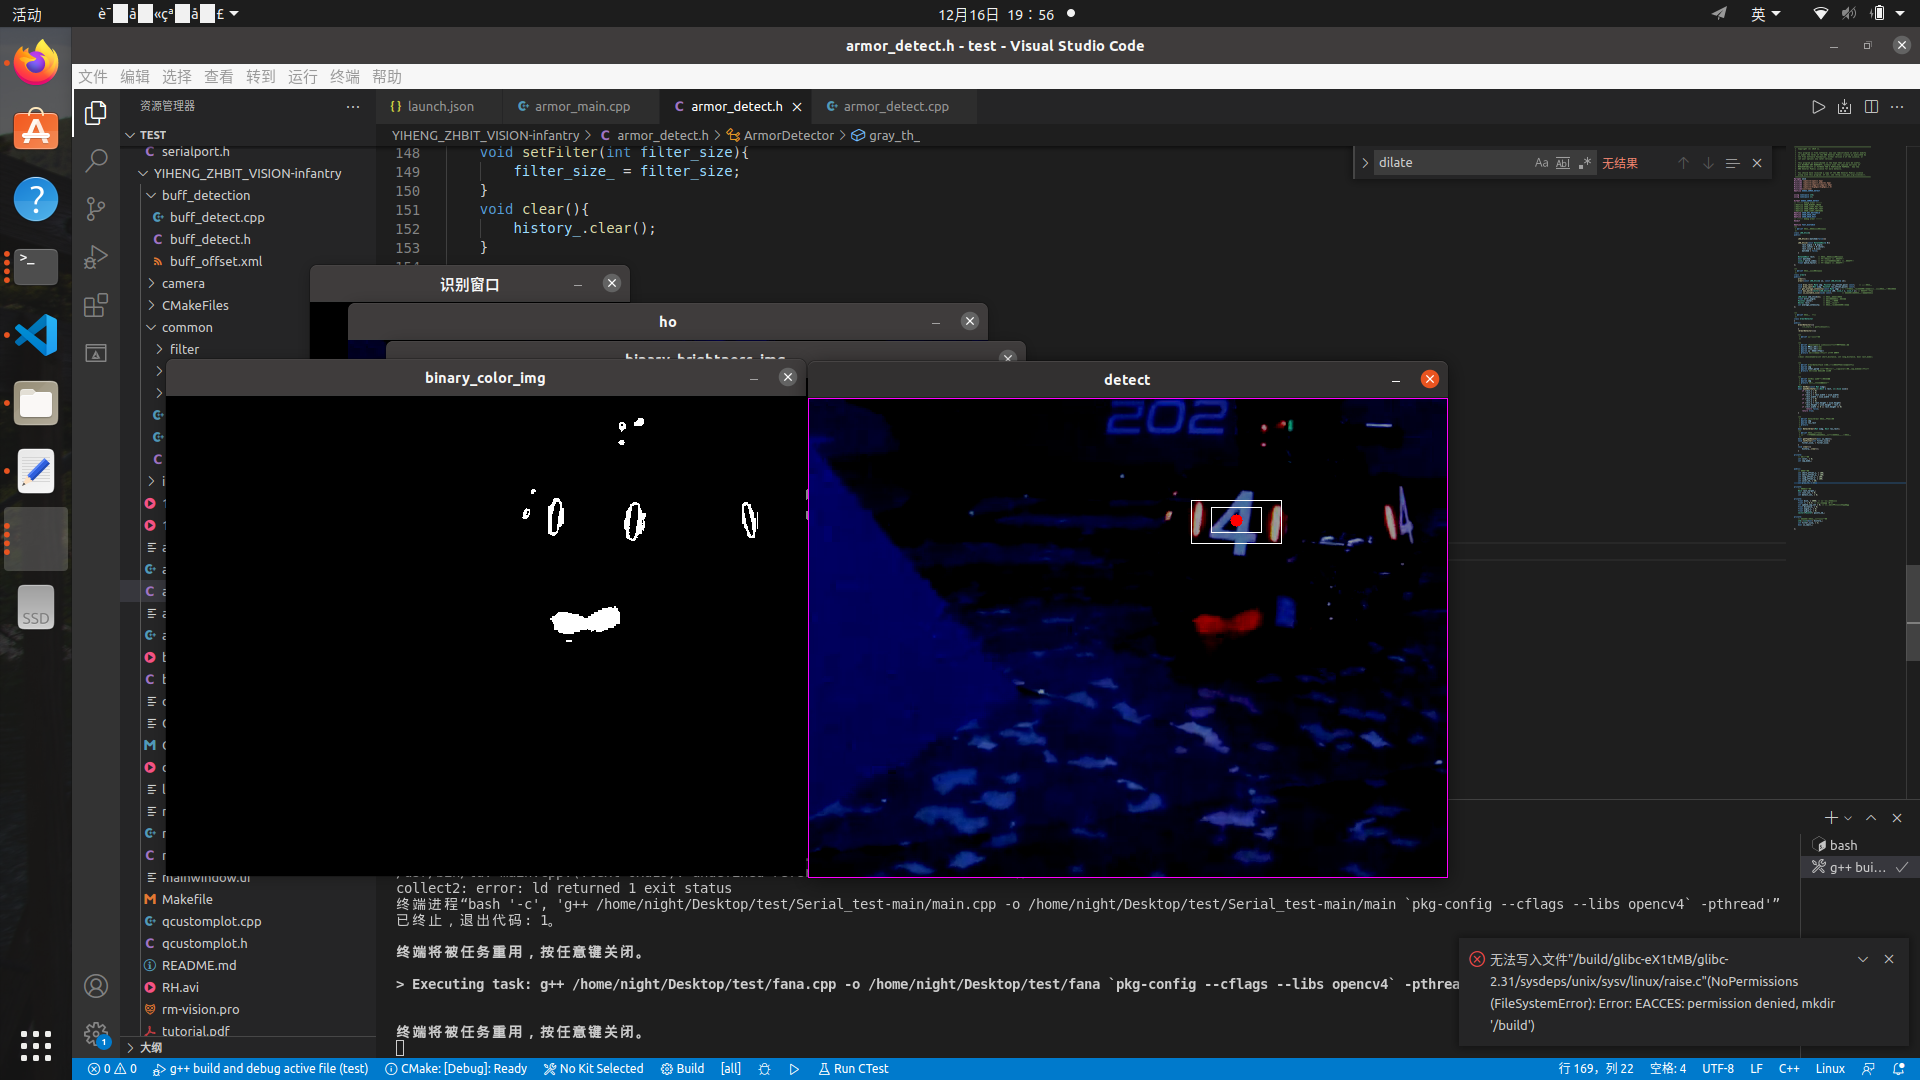 活动
12月16日 19：56
英
armor_detect.h - test - Visual Studio Code
文件 编辑 选择 查看 转到 运行 终端 帮助
资源管理器
launch.json
armor_main.cpp
armor_detect.h
armor_detect.cpp
TEST
YIHENG_ZHBIT_VISION-infantry > armor_detect.h > ArmorDetector > gray_th_
serialport.h
YIHENG_ZHBIT_VISION-infantry
buff_detection
buff_detect.cpp
buff_detect.h
buff_offset.xml
camera
CMakeFiles
common
filter
mainwindow.ui
Makefile
qcustomplot.cpp
qcustomplot.h
README.md
RH.avi
rm-vision.pro
tutorial.pdf
大纲
148 void setFilter(int filter_size){
149 filter_size_ = filter_size;
150 }
151 void clear(){
152 history_.clear();
153 }
dilate
Aa Abl .*
无结果
识别窗口
ho
binary_brightness_img
binary_color_img
detect
202
4
4
SSD
collect2: error: ld returned 1 exit status
终端进程“bash '-c', 'g++ /home/night/Desktop/test/Serial_test-main/main.cpp -o /home/night/Desktop/test/Serial_test-main/main `pkg-config --cflags --libs opencv4` -pthread'”
已终止，退出代码: 1。
终端将被任务重用，按任意键关闭。
> Executing task: g++ /home/night/Desktop/test/fana.cpp -o /home/night/Desktop/test/fana `pkg-config --cflags --libs opencv4` -pthrea
终端将被任务重用，按任意键关闭。
bash
g++ bui...
无法写入文件"/build/glibc-eX1tMB/glibc-
2.31/sysdeps/unix/sysv/linux/raise.c"(NoPermissions
(FileSystemError): Error: EACCES: permission denied, mkdir
'/build')
1
0 0 g++ build and debug active file (test) CMake: [Debug]: Ready No Kit Selected Build [all] Run CTest
行 169，列 22 空格: 4 UTF-8 LF C++ Linux